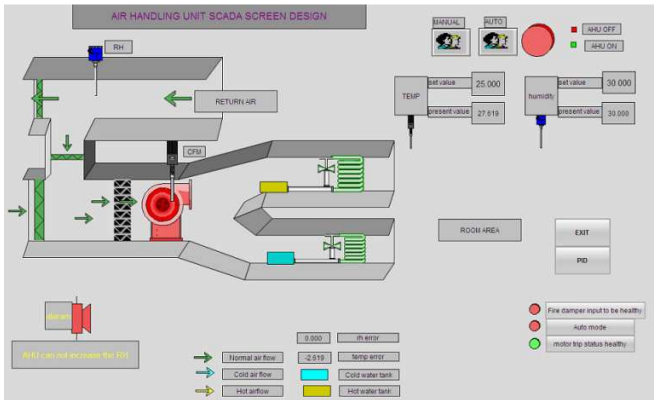 AIR HANDLING UNIT SCADA SCREEN DESIGN
MANUAL
AUTO
AHU OFF
AHU ON
RH
RETURN AIR
CFM
TEMP
set value
25.000
present value
27.619
humidity
set value
30.000
present value
30.000
ROOM AREA
EXIT
PID
alaram
AHU can not increase the RH
Fire damper input to be healthy
Auto mode
motor trip status healthy
0.000
rh error
Normal air flow
-2.619
temp error
Cold air flow
Cold water tank
Hot airflow
Hot water tank